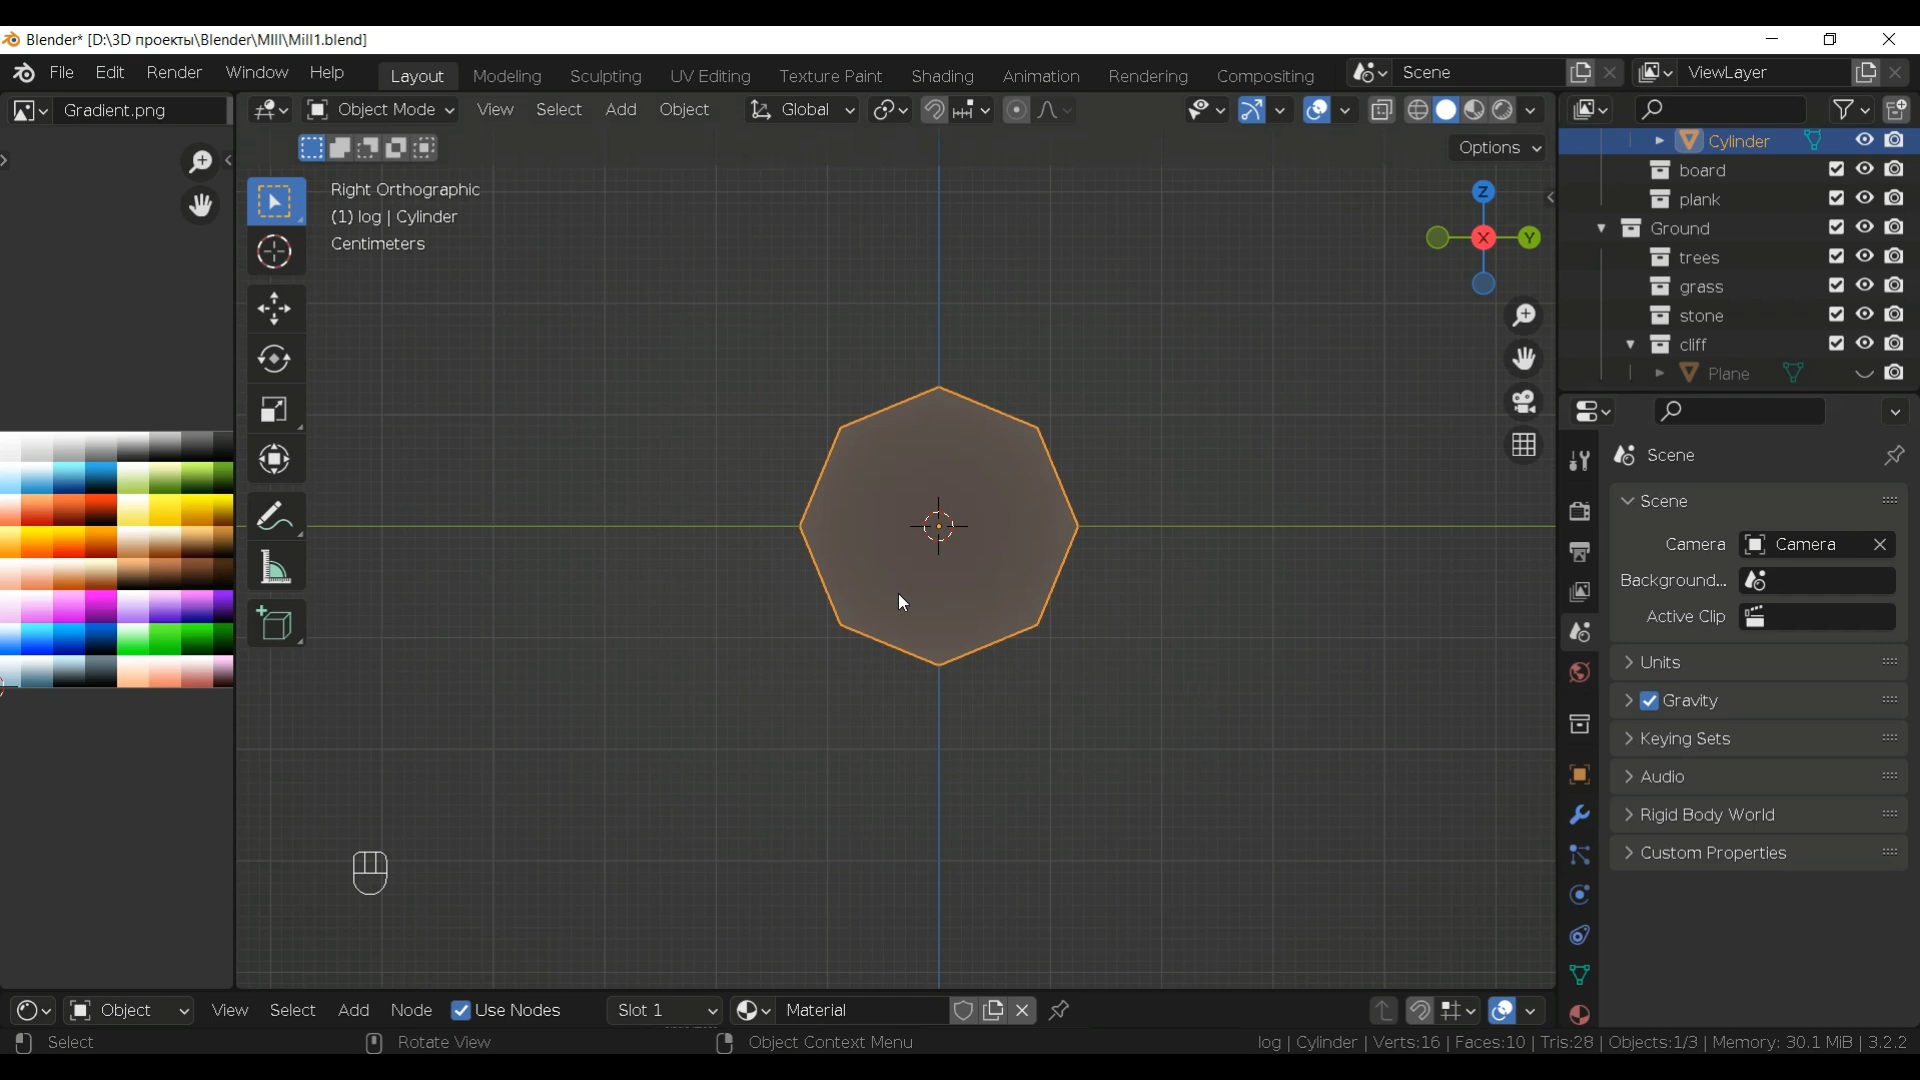 Blender* [D:\3D проекты\Blender\MIII\Mill1.blend]
File Edit Render Window Help Layout Modeling Sculpting UV Editing Texture Paint Shading Animation Rendering Compositing Scene ViewLayer
Gradient.png Object Mode View Select Add Object Global
Options
Right Orthographic
(1) log | Cylinder
Centimeters
Z
X
Y
Cylinder
board
plank
Ground
trees
grass
stone
cliff
Plane
Scene
Scene
Camera Camera
Background...
Active Clip
Units
Gravity
Keying Sets
Audio
Rigid Body World
Custom Properties
Object View Select Add Node Use Nodes Slot 1 Material
Select Rotate View Object Context Menu log | Cylinder | Verts:16 | Faces:10 | Tris:28 | Objects:1/3 | Memory: 30.1 MiB | 3.2.2